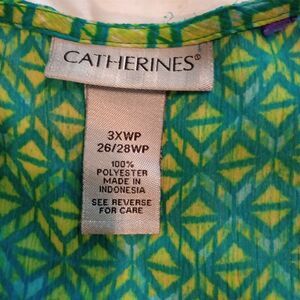 CATHERINES®
3XWP
26/28WP
100%
POLYESTER
MADE IN
INDONESIA
SEE REVERSE
FOR CARE